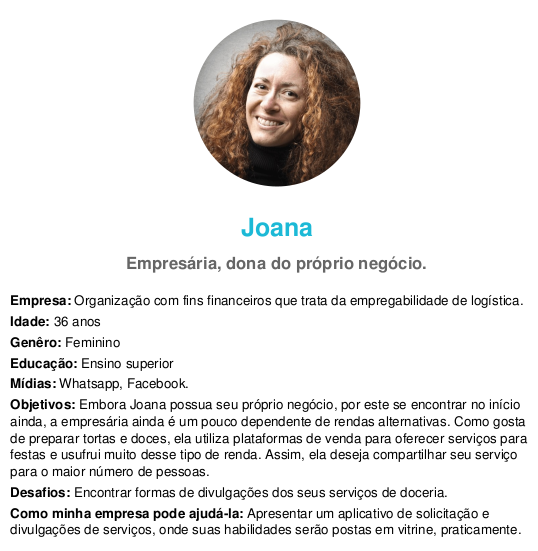 Joana
Empresária, dona do próprio negócio.
Empresa: Organização com fins financeiros que trata da empregabilidade de logística.
Idade: 36 anos
Genêro: Feminino
Educação: Ensino superior
Mídias: Whatsapp, Facebook.
Objetivos: Embora Joana possua seu próprio negócio, por este se encontrar no início
ainda, a empresária ainda é um pouco dependente de rendas alternativas. Como gosta
de preparar tortas e doces, ela utiliza plataformas de venda para oferecer serviços para
festas e usufrui muito desse tipo de renda. Assim, ela deseja compartilhar seu serviço
para o maior número de pessoas.
Desafios: Encontrar formas de divulgações dos seus serviços de doceria.
Como minha empresa pode ajudá-la: Apresentar um aplicativo de solicitação e
divulgações de serviços, onde suas habilidades serão postas em vitrine, praticamente.